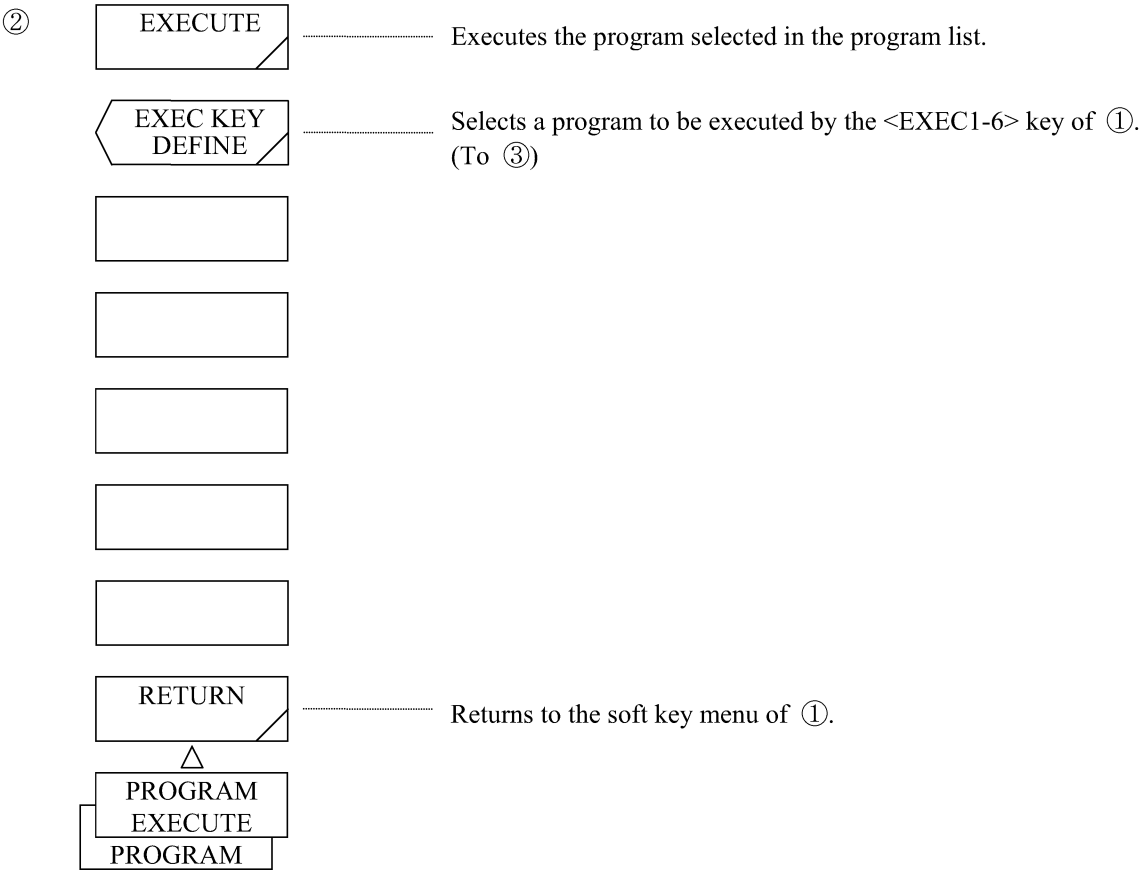 ②
EXECUTE
Executes the program selected in the program list.
EXEC KEY
DEFINE
Selects a program to be executed by the <EXEC1-6> key of ①.
(To ③)
RETURN
Returns to the soft key menu of ①.
PROGRAM
EXECUTE
PROGRAM